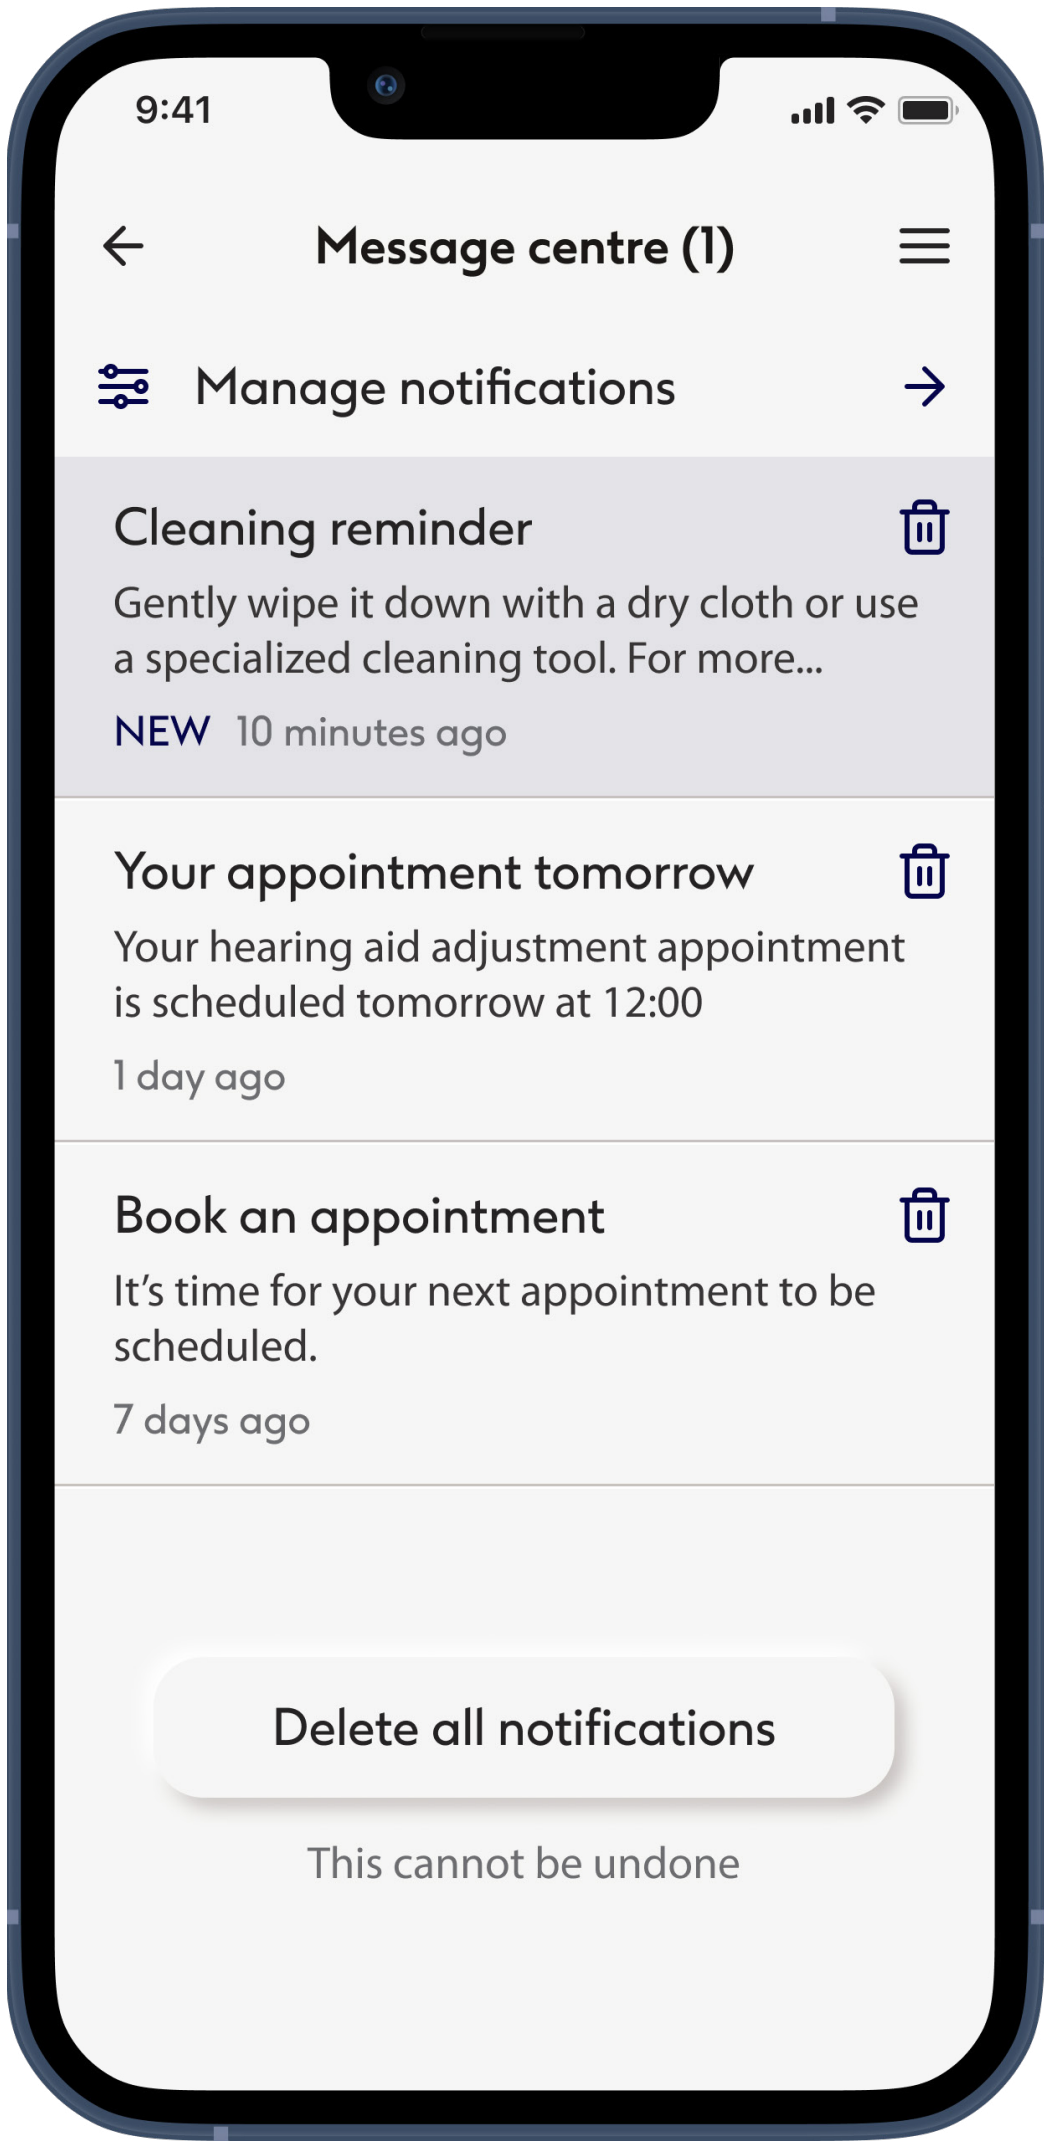 9:41
Message centre (1)
Manage notifications
Cleaning reminder
Gently wipe it down with a dry cloth or use
a specialized cleaning tool. For more...
NEW 10 minutes ago
Your appointment tomorrow
Your hearing aid adjustment appointment
is scheduled tomorrow at 12:00
1 day ago
Book an appointment
It’s time for your next appointment to be
scheduled.
7 days ago
Delete all notifications
This cannot be undone